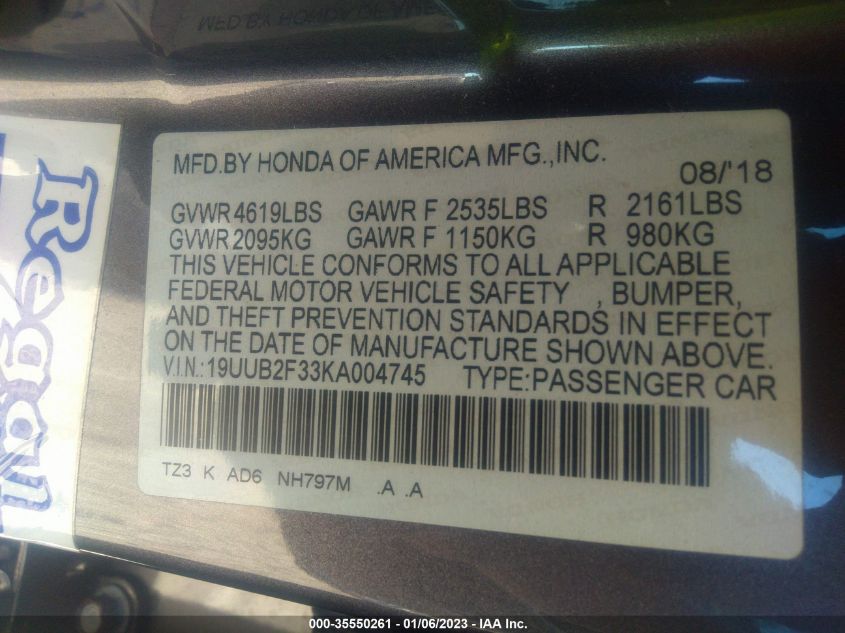 MFD.BY HONDA OF AMERICA MFG.,INC.
08/'18
GVWR 4619LBS GAWR F 2535LBS R 2161LBS
GVWR 2095KG GAWR F 1150KG R 980KG
THIS VEHICLE CONFORMS TO ALL APPLICABLE
FEDERAL MOTOR VEHICLE SAFETY , BUMPER,
AND THEFT PREVENTION STANDARDS IN EFFECT
ON THE DATE OF MANUFACTURE SHOWN ABOVE.
V.I.N.:19UUB2F33KA004745 TYPE:PASSENGER CAR
TZ3 K AD6 NH797M .A .A
Regal
000-35550261 - 01/06/2023 - IAA Inc.